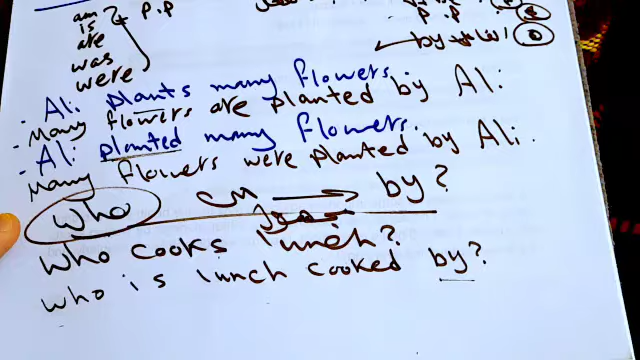 am
is
are
was
were
+ P.P
P.P
by + الفاعل
- Ali plants many flowers.
Many flowers are planted by Ali
- Ali planted many flowers.
Many flowers were planted by Ali.
Who → by?
Who cooks lunch?
Who is lunch cooked by?